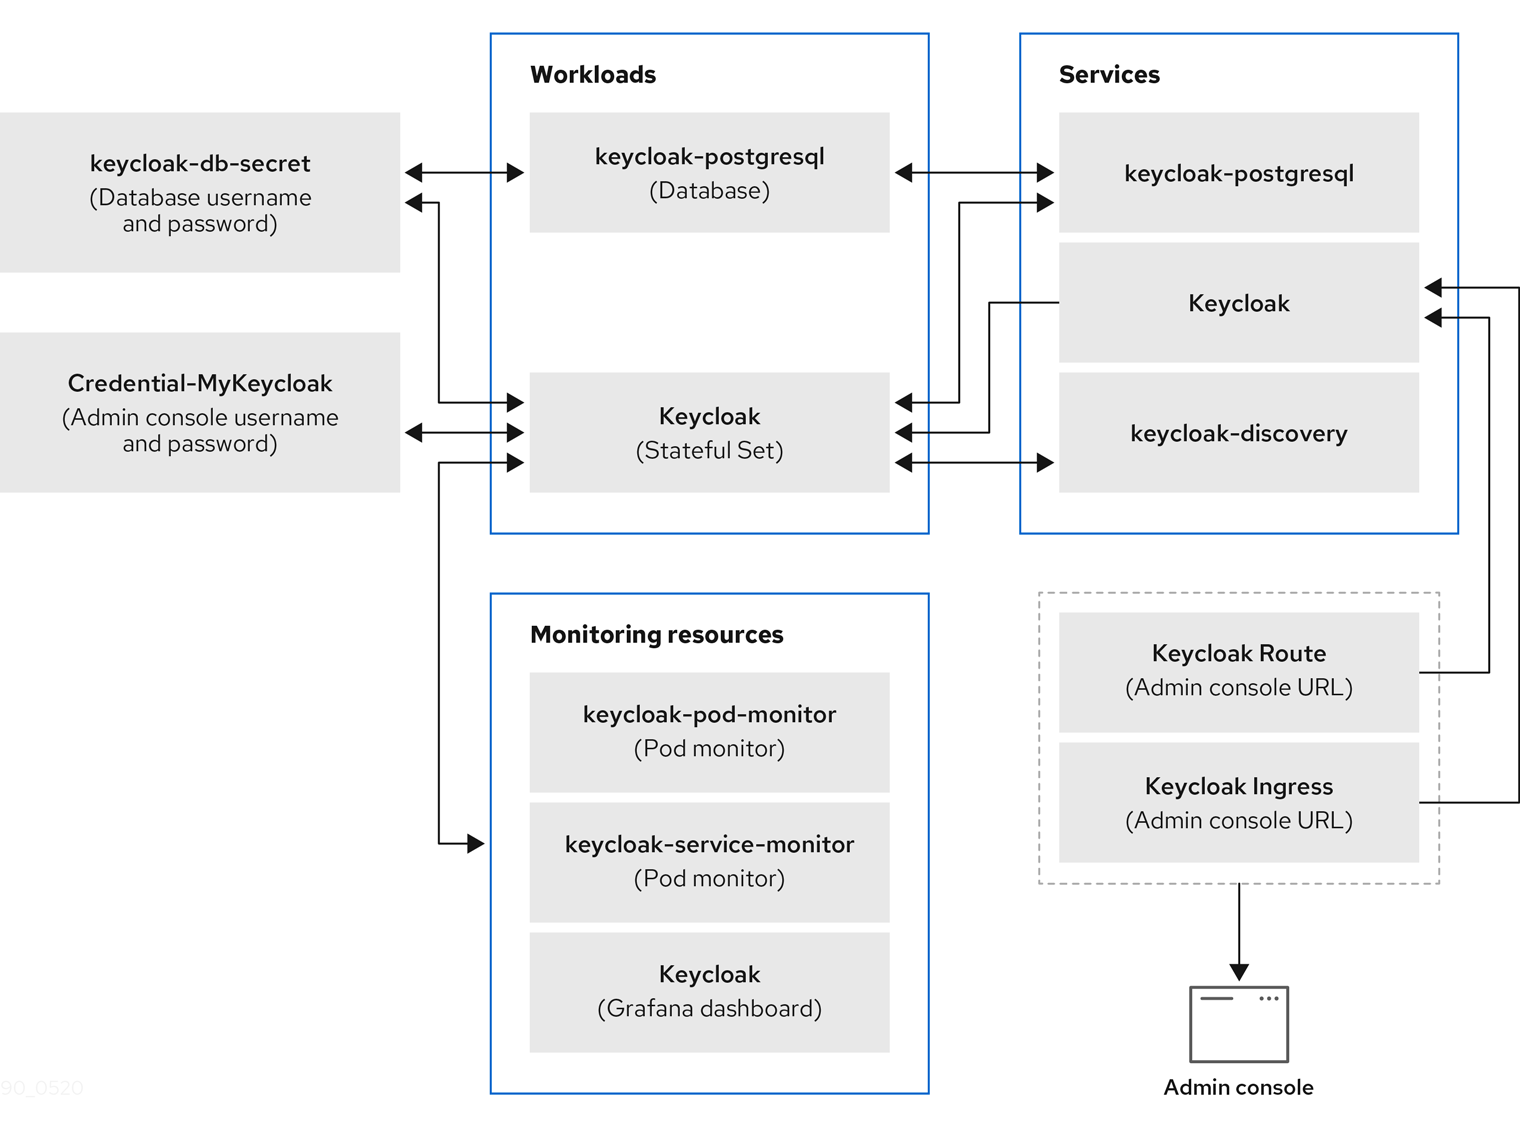 Workloads
Services
keycloak-db-secret
(Database username
and password)
keycloak-postgresql
(Database)
keycloak-postgresql
Keycloak
Credential-MyKeycloak
(Admin console username
and password)
Keycloak
(Stateful Set)
keycloak-discovery
Monitoring resources
keycloak-pod-monitor
(Pod monitor)
keycloak-service-monitor
(Pod monitor)
Keycloak
(Grafana dashboard)
Keycloak Route
(Admin console URL)
Keycloak Ingress
(Admin console URL)
Admin console
90_0520